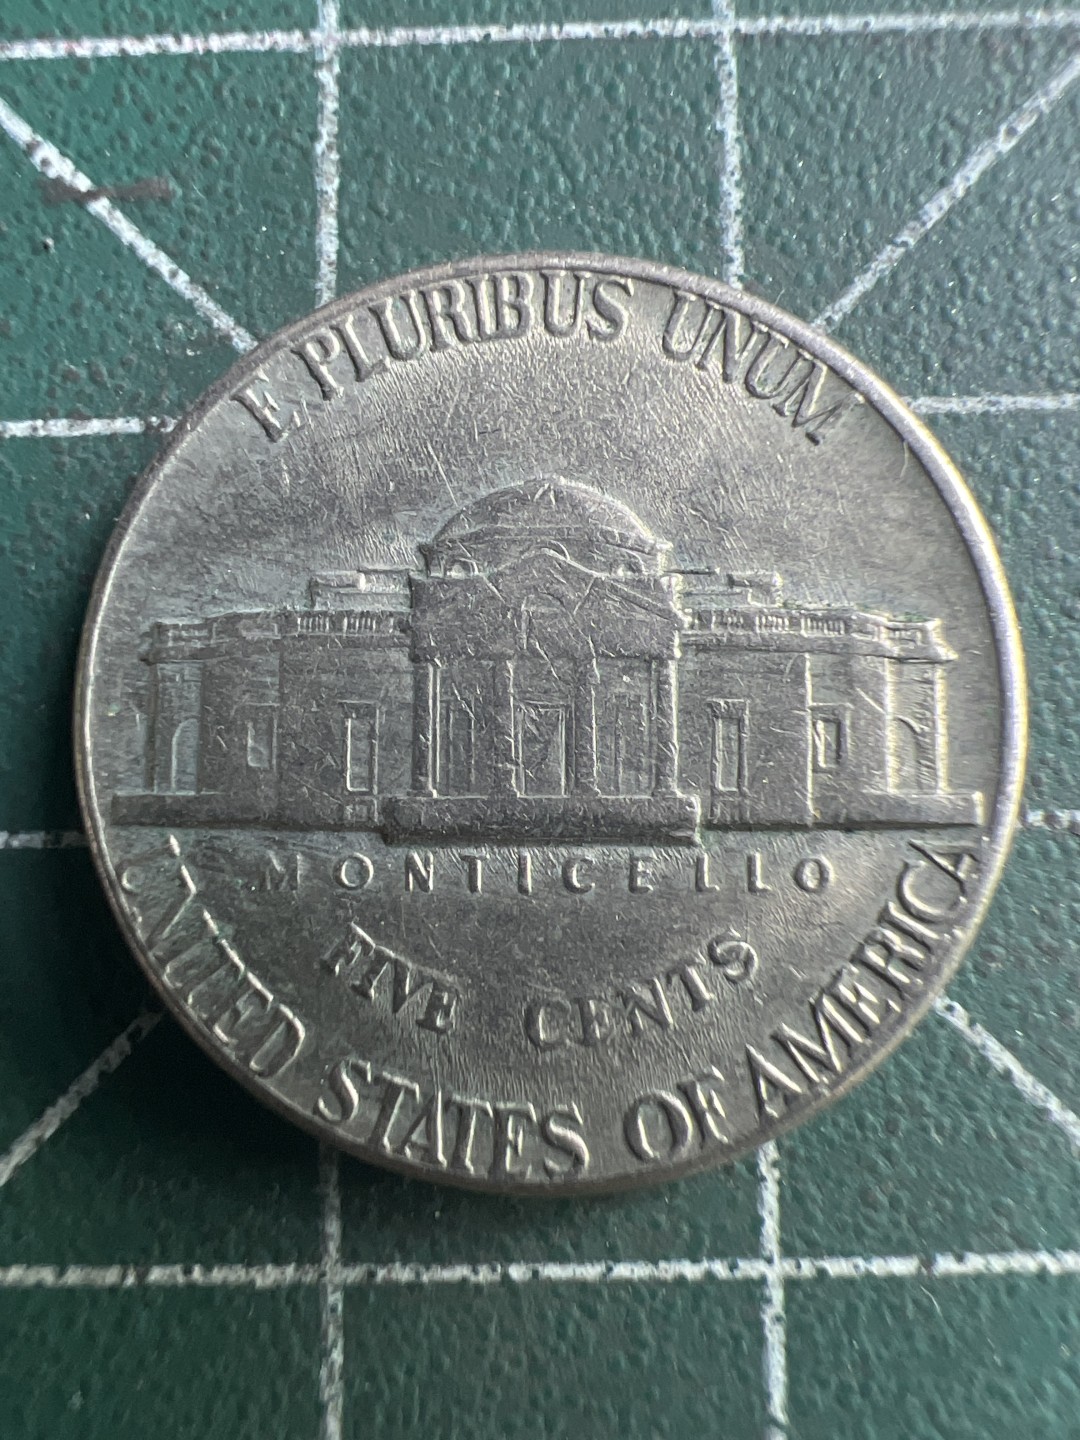 E PLURIBUS UNUM
MONTICELLO
FIVE CENTS
UNITED STATES OF AMERICA